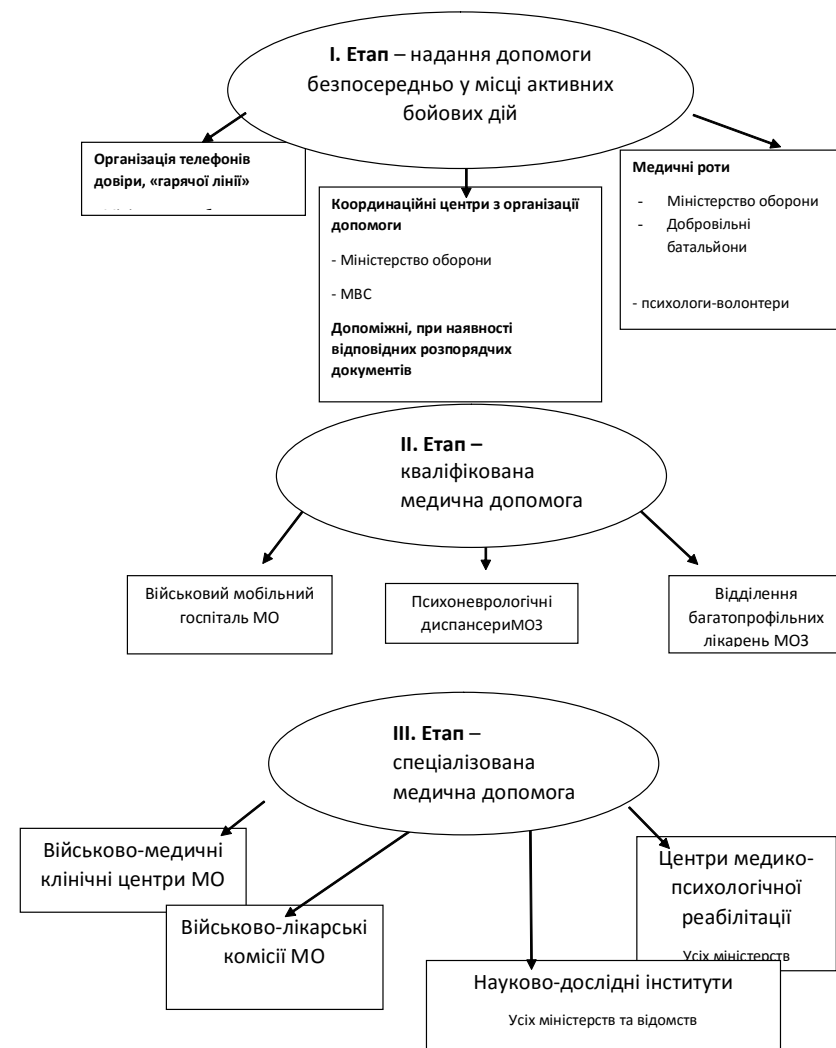 І. Етап – надання допомоги
безпосередньо у місці активних
бойових дій
Організація телефонів
довіри, «гарячої лінії»
Координаційні центри з організації
допомоги
- Міністерство оборони
- МВС
Допоміжні, при наявності
відповідних розпорядчих
документів
Медичні роти
- Міністерство оборони
- Добровільні
батальйони
- психологи-волонтери
ІІ. Етап –
кваліфікована
медична допомога
Військовий мобільний
госпіталь МО
Психоневрологічні
диспансериМОЗ
Відділення
багатопрофільних
лікарень МОЗ
ІІІ. Етап –
спеціалізована
медична допомога
Військово-медичні
клінічні центри МО
Військово-лікарські
комісії МО
Науково-дослідні інститути
Усіх міністерств та відомств
Центри медико-
психологічної
реабілітації
Усіх міністерств